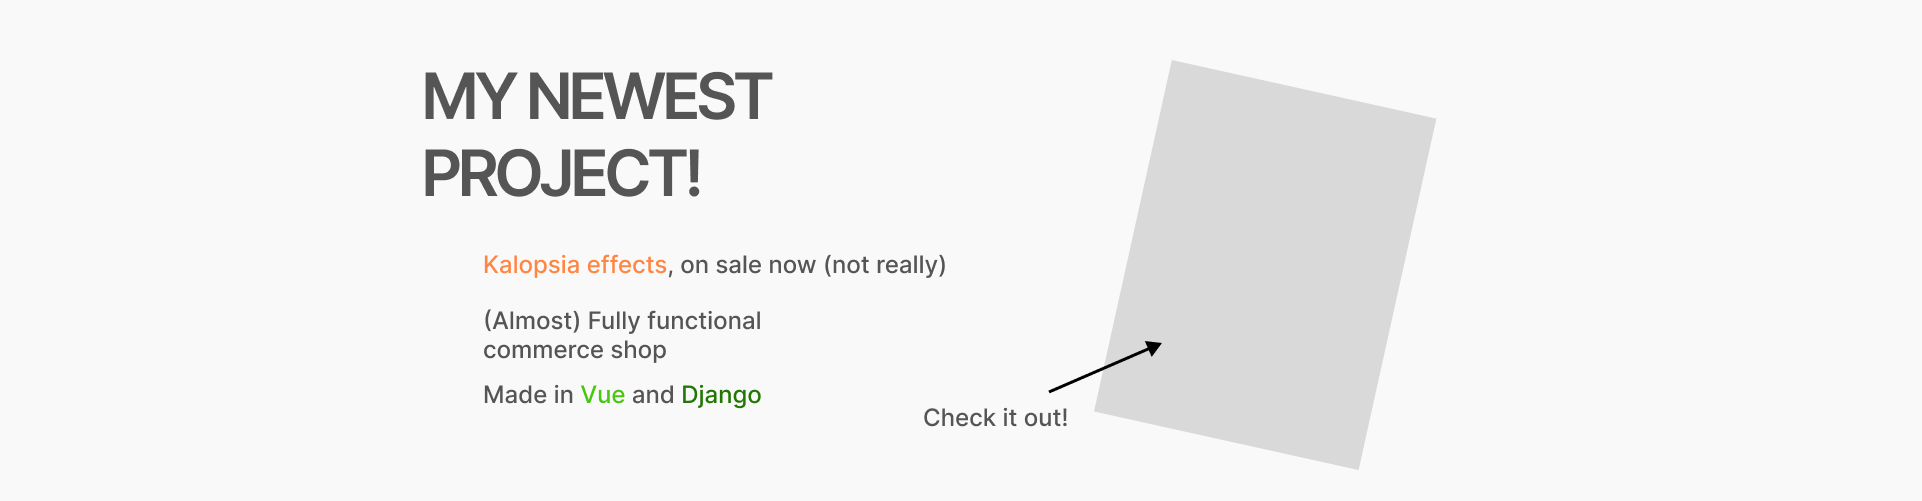 MY NEWEST
PROJECT!
Kalopsia effects, on sale now (not really)
(Almost) Fully functional
commerce shop
Made in Vue and Django
Check it out!